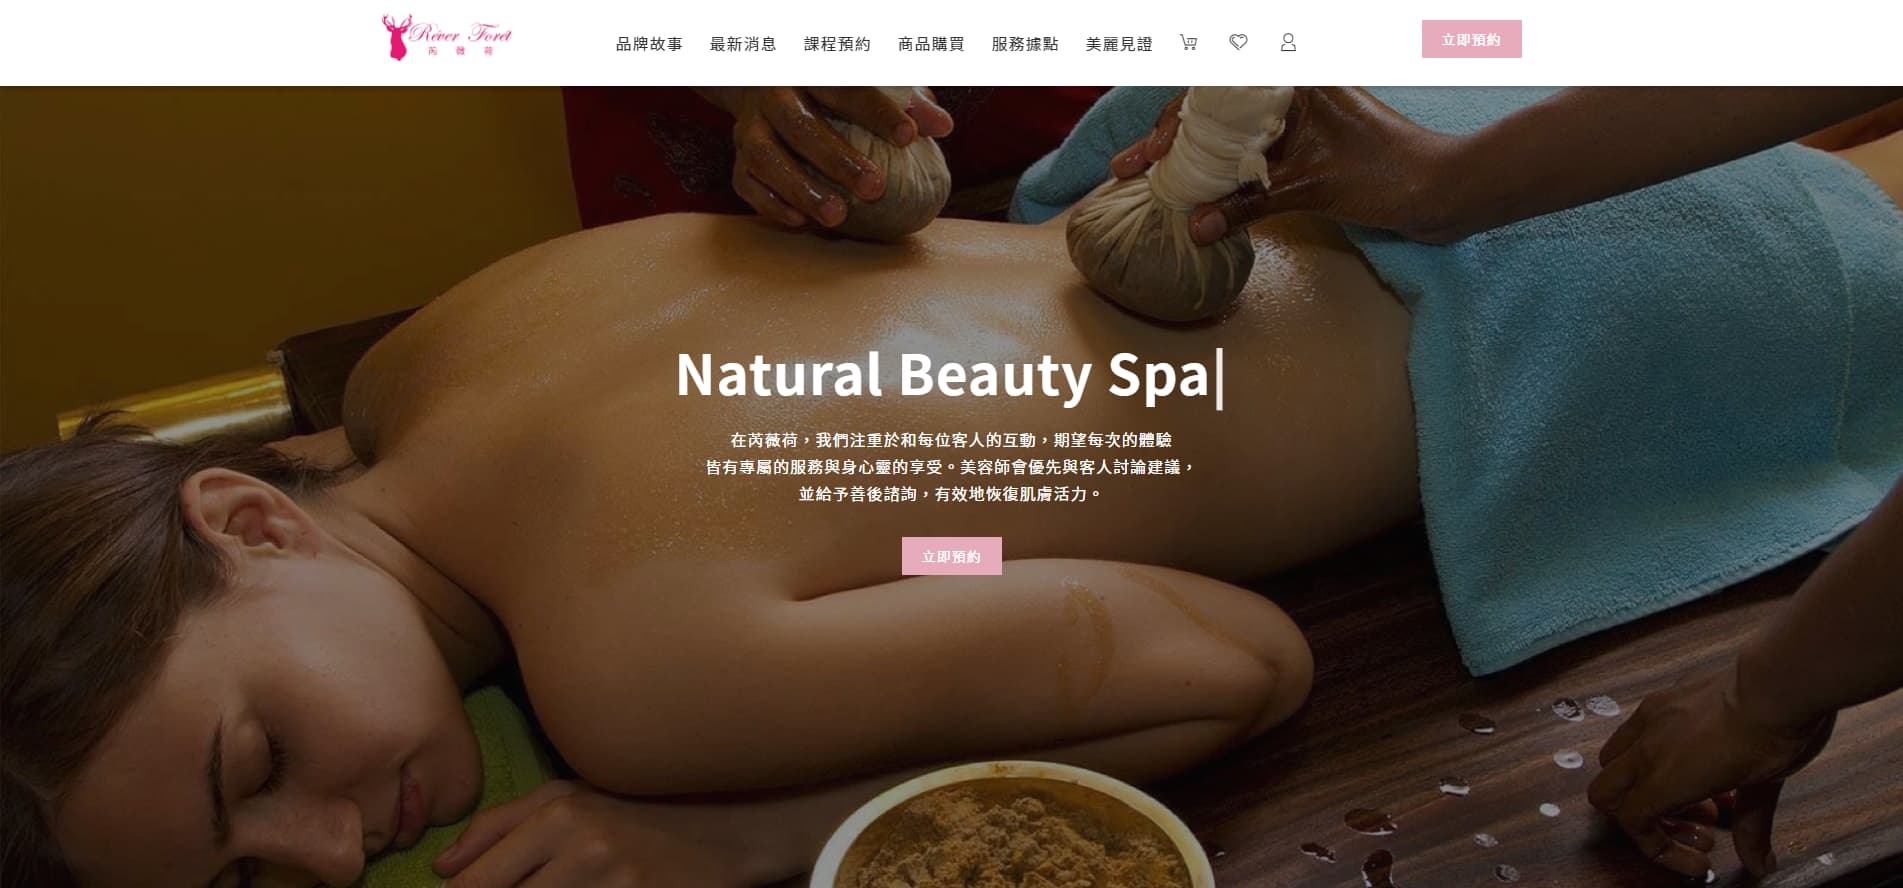 Rêver Forêt
芮薇荷
品牌故事 最新消息 課程預約 商品購買 服務據點 美麗見證
立即預約
Natural Beauty Spa|
在芮薇荷，我們注重於和每位客人的互動，期望每次的體驗
皆有專屬的服務與身心靈的享受。美容師會優先與客人討論建議，
並給予善後諮詢，有效地恢復肌膚活力。
立即預約